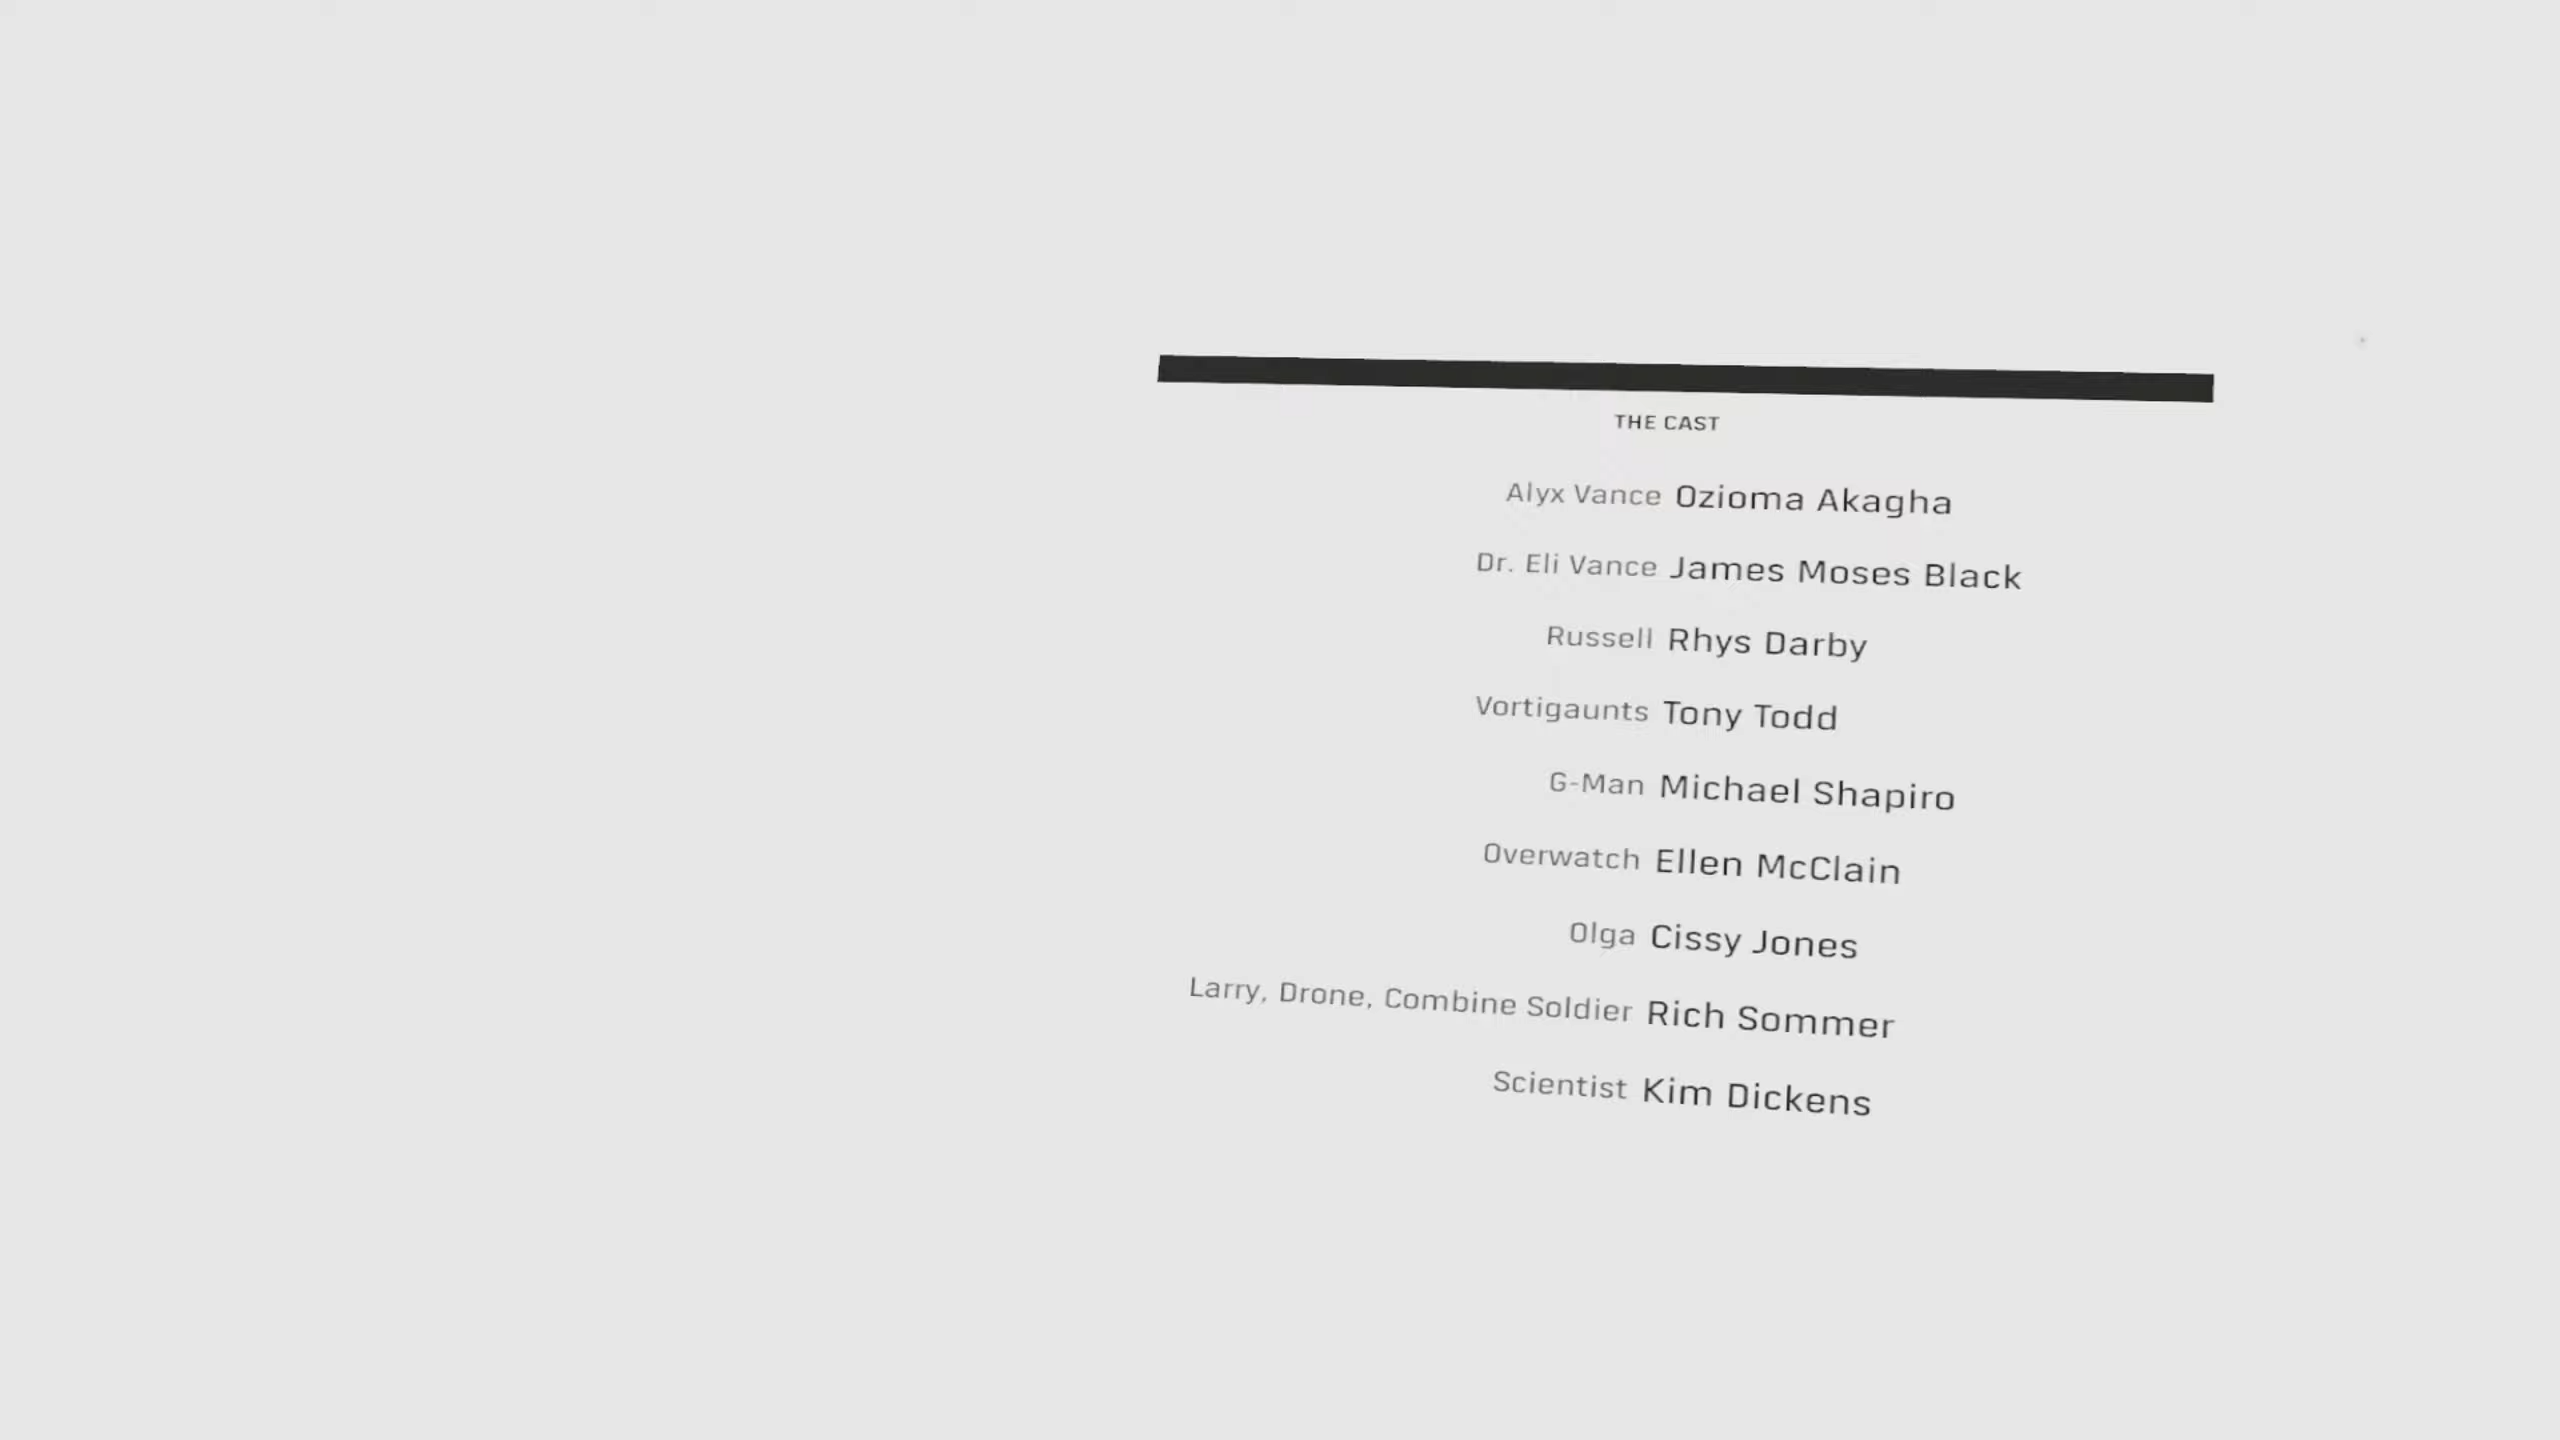 THE CAST
Alyx Vance Ozioma Akagha
Dr. Eli Vance James Moses Black
Russell Rhys Darby
Vortigaunts Tony Todd
G-Man Michael Shapiro
Overwatch Ellen McClain
Olga Cissy Jones
Larry, Drone, Combine Soldier Rich Sommer
Scientist Kim Dickens